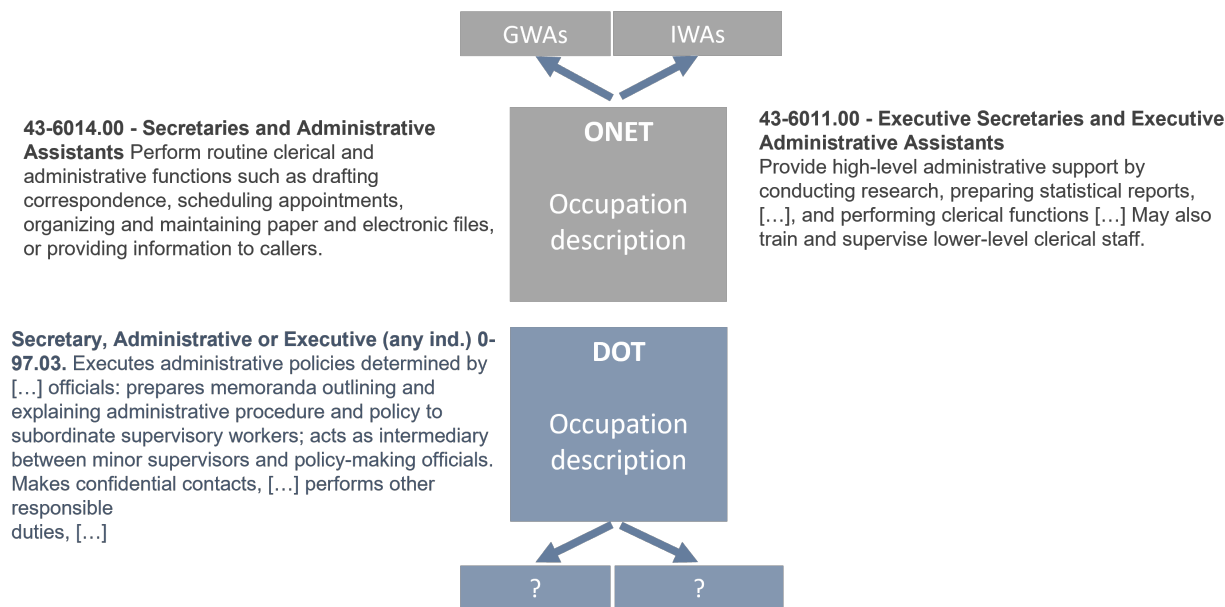 GWAs
IWAs
43-6014.00 - Secretaries and Administrative
Assistants Perform routine clerical and
administrative functions such as drafting
correspondence, scheduling appointments,
organizing and maintaining paper and electronic files,
or providing information to callers.
ONET
Occupation
description
43-6011.00 - Executive Secretaries and Executive
Administrative Assistants
Provide high-level administrative support by
conducting research, preparing statistical reports,
[…], and performing clerical functions […] May also
train and supervise lower-level clerical staff.
Secretary, Administrative or Executive (any ind.) 0-
97.03. Executes administrative policies determined by
[…] officials: prepares memoranda outlining and
explaining administrative procedure and policy to
subordinate supervisory workers; acts as intermediary
between minor supervisors and policy-making officials.
Makes confidential contacts, […] performs other
responsible
duties, […]
DOT
Occupation
description
?
?